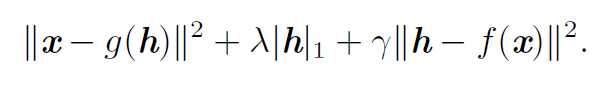 ‖𝒙 − g(𝒉)‖² + λ|𝒉|₁ + γ‖𝒉 − f(𝒙)‖².